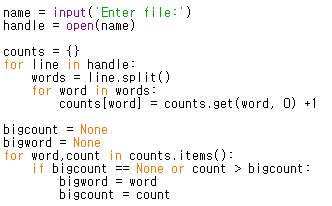 name = input('Enter file:')
handle = open(name)

counts = {}
for line in handle:
    words = line.split()
    for word in words:
        counts[word] = counts.get(word, 0) +1

bigcount = None
bigword = None
for word,count in counts.items():
    if bigcount == None or count > bigcount:
        bigword = word
        bigcount = count